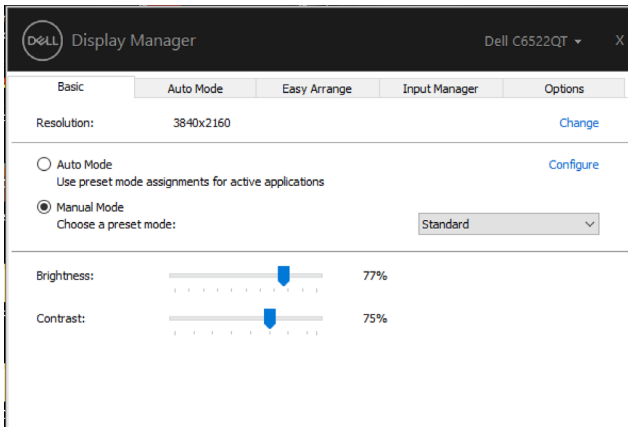 DELL Display Manager Dell C6522QT X
Basic Auto Mode Easy Arrange Input Manager Options
Resolution: 3840x2160 Change
Auto Mode Configure
Use preset mode assignments for active applications
Manual Mode
Choose a preset mode: Standard
Brightness: 77%
Contrast: 75%